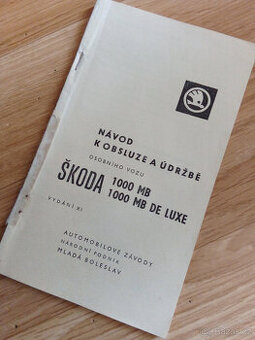 NÁVOD
K OBSLUZE A ÚDRŽBĚ
OSOBNÍHO VOZU
ŠKODA 1000 MB
1000 MB DE LUXE
VYDÁNÍ XI
AUTOMOBILOVÉ ZÁVODY
NÁRODNÍ PODNIK
MLADÁ BOLESLAV